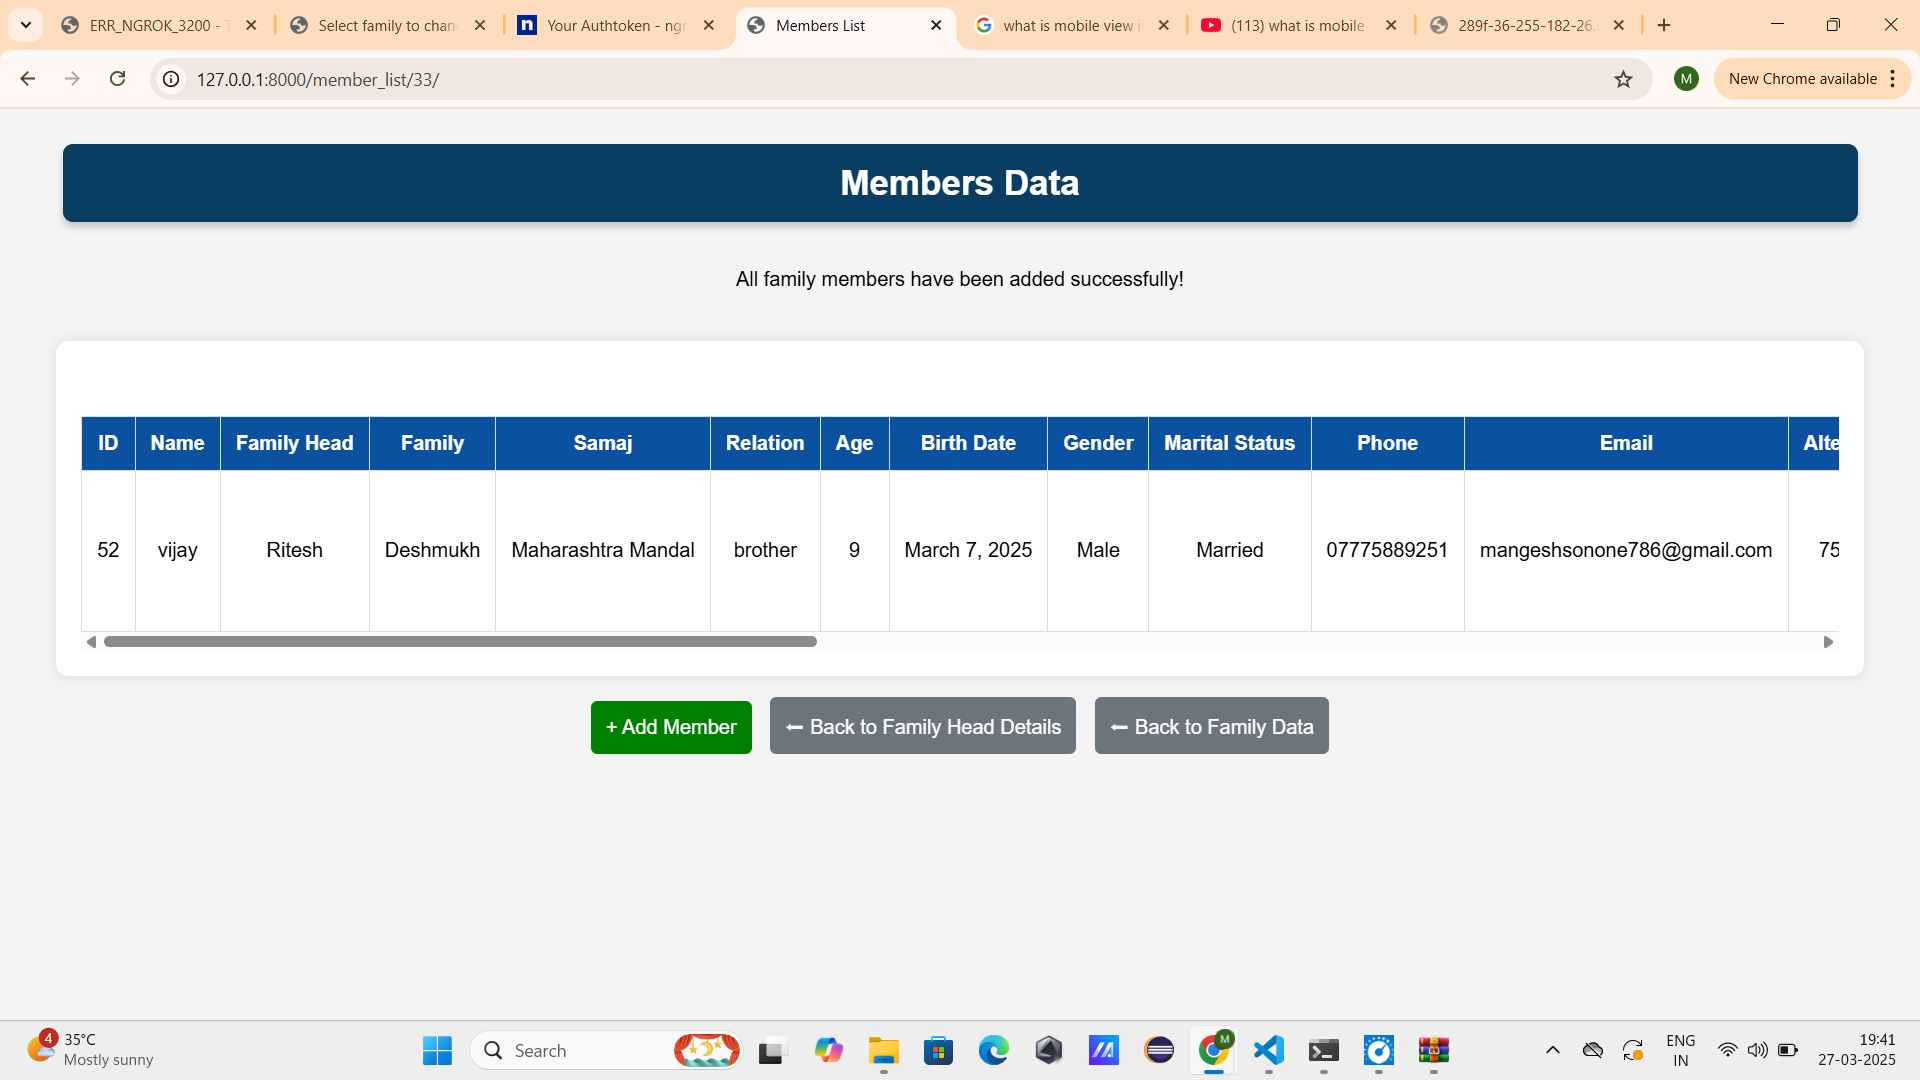 ERR_NGROK_3200 - T
Select family to chan
Your Authtoken - ngr
Members List
what is mobile view i
(113) what is mobile
289f-36-255-182-26.
127.0.0.1:8000/member_list/33/
M
New Chrome available
Members Data
All family members have been added successfully!
ID Name Family Head Family Samaj Relation Age Birth Date Gender Marital Status Phone Email Alte
52 vijay Ritesh Deshmukh Maharashtra Mandal brother 9 March 7, 2025 Male Married 07775889251 mangeshsonone786@gmail.com 75
+ Add Member
← Back to Family Head Details
← Back to Family Data
4
35°C
Mostly sunny
Search
M
ENG
IN
19:41
27-03-2025